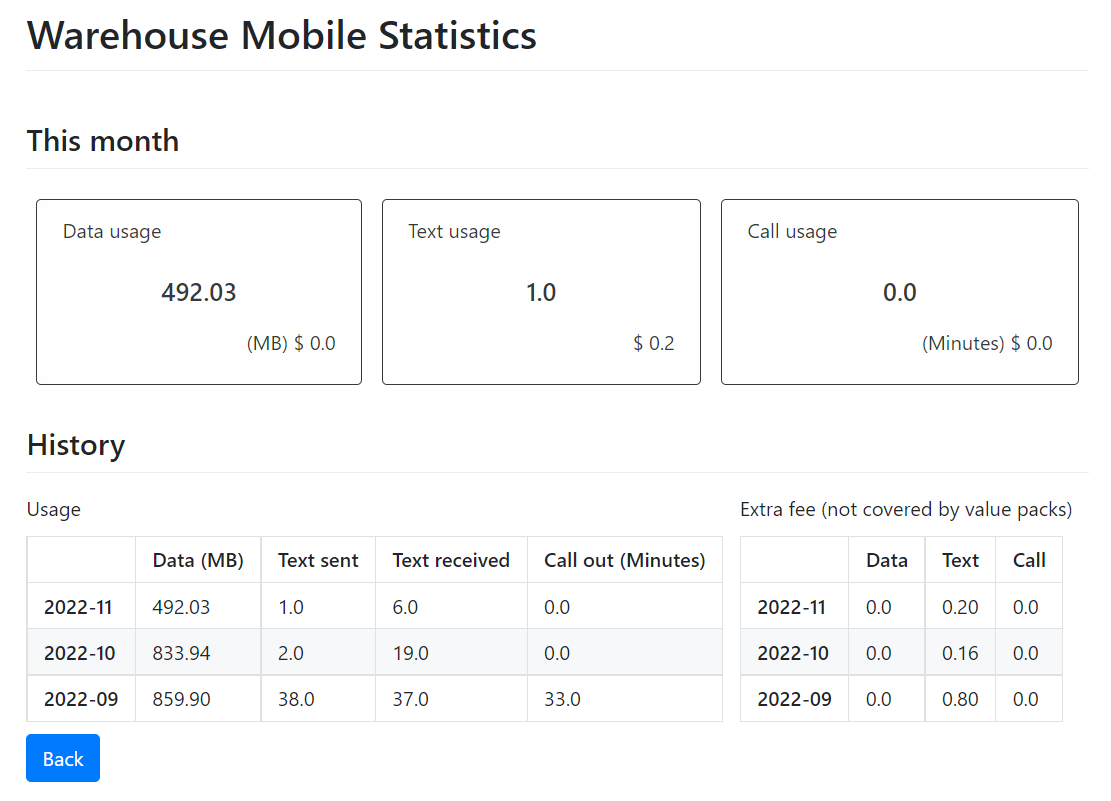 Warehouse Mobile Statistics
This month
Data usage
492.03
(MB) $ 0.0
Text usage
1.0
$ 0.2
Call usage
0.0
(Minutes) $ 0.0
History
Usage
Data (MB) Text sent Text received Call out (Minutes)
2022-11 492.03 1.0 6.0 0.0
2022-10 833.94 2.0 19.0 0.0
2022-09 859.90 38.0 37.0 33.0
Extra fee (not covered by value packs)
Data Text Call
2022-11 0.0 0.20 0.0
2022-10 0.0 0.16 0.0
2022-09 0.0 0.80 0.0
Back